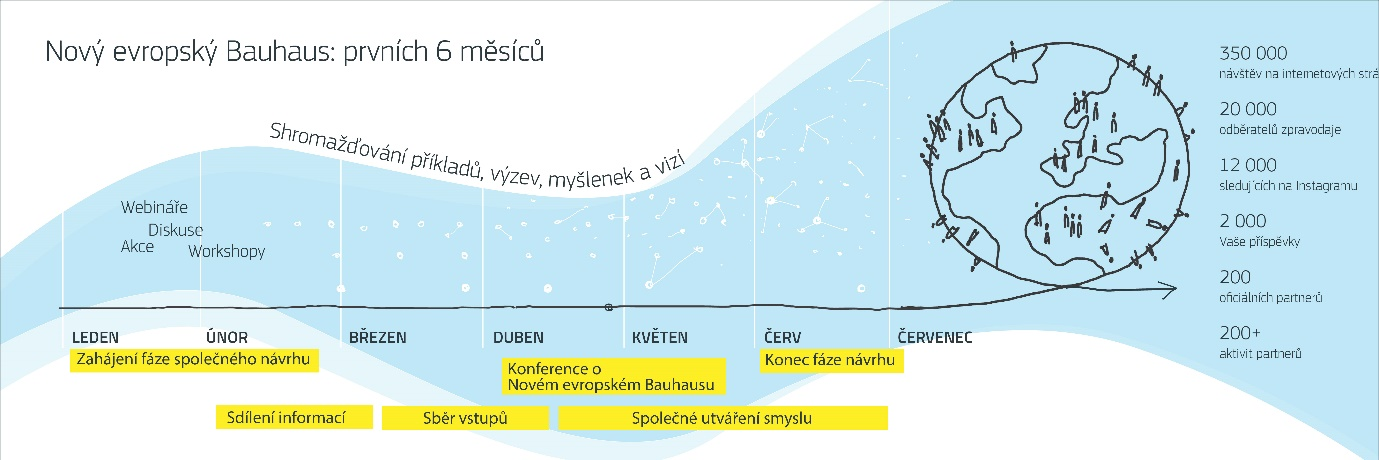 Nový evropský Bauhaus: prvních 6 měsíců
Shromažďování příkladů, výzev, myšlenek a vizí
Webináře
Diskuse
Akce
Workshopy
LEDEN
ÚNOR
BŘEZEN
DUBEN
KVĚTEN
ČERV
ČERVENEC
Zahájení fáze společného návrhu
Konference o
Novém evropském Bauhausu
Konec fáze návrhu
Sdílení informací
Sběr vstupů
Společné utváření smyslu
350 000
návštěv na internetových strá
20 000
odběratelů zpravodaje
12 000
sledujících na Instagramu
2 000
Vaše příspěvky
200
oficiálních partnerů
200+
aktivit partnerů